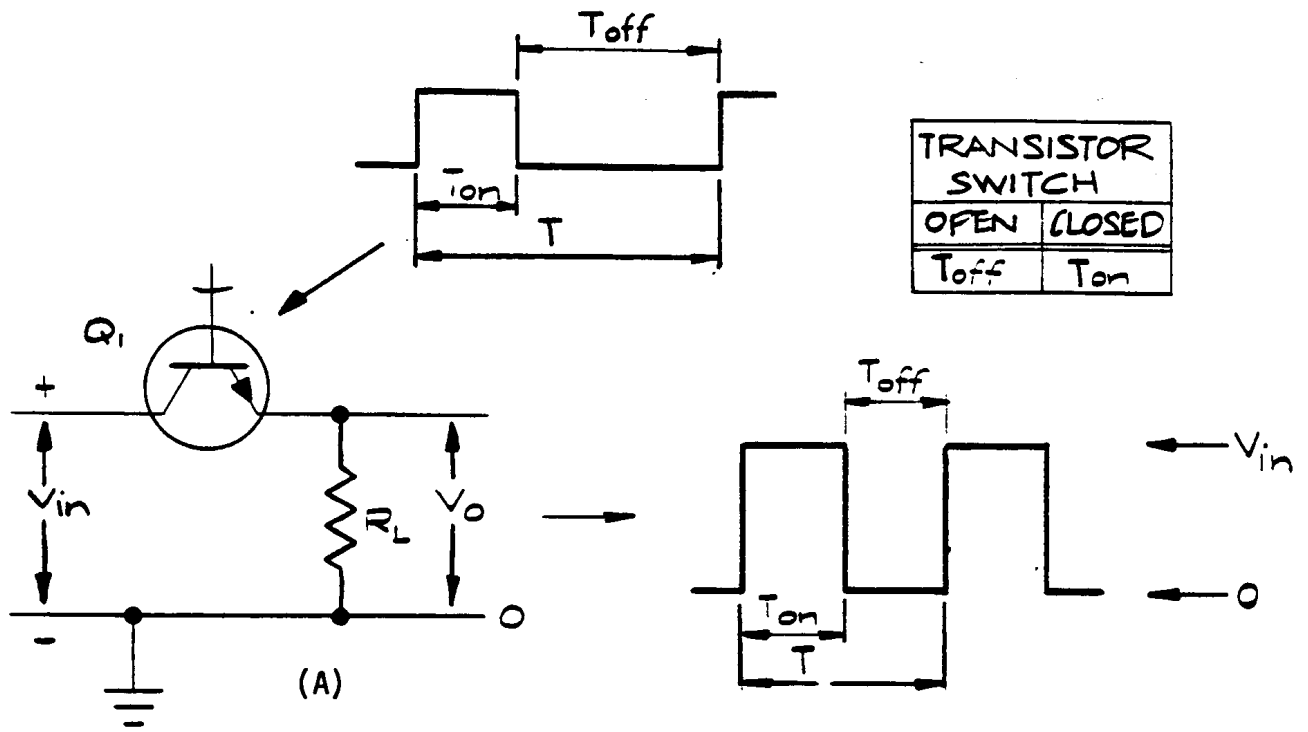 Toff
Ton
T
TRANSISTOR
SWITCH
OPEN CLOSED
Toff Ton
Q1
+
Vin
-
RL
Vo
O
(A)
Toff
Ton
T
Vin
O